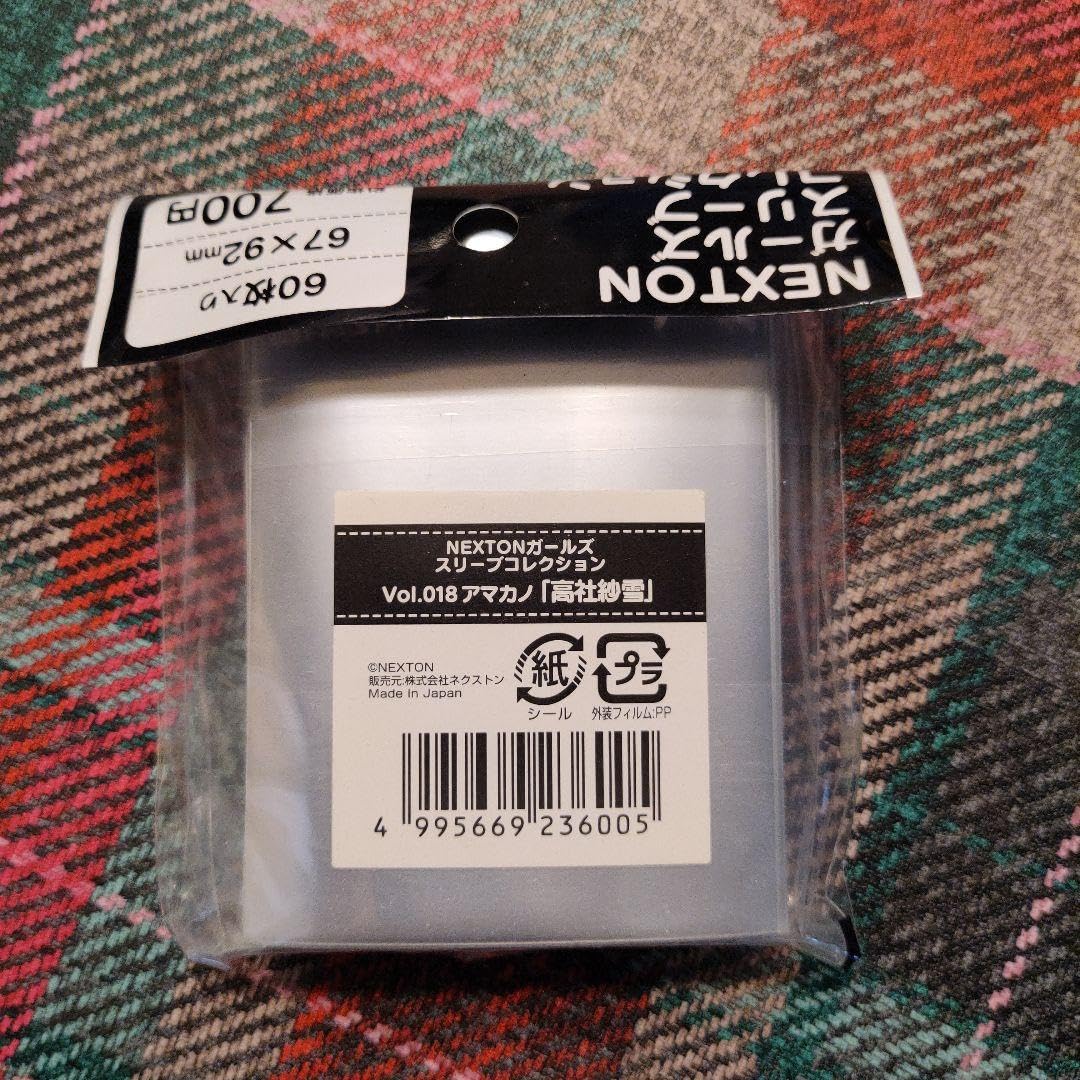 NEXTON
ガールズ
スリーブ
コレクション
60枚入り
67×92mm
700円
NEXTONガールズ
スリーブコレクション
Vol.018 アマカノ「高社紗雪」
©NEXTON
販売元:株式会社ネクストン
Made In Japan
紙
シール
プラ
外装フィルム:PP
4 995669 236005